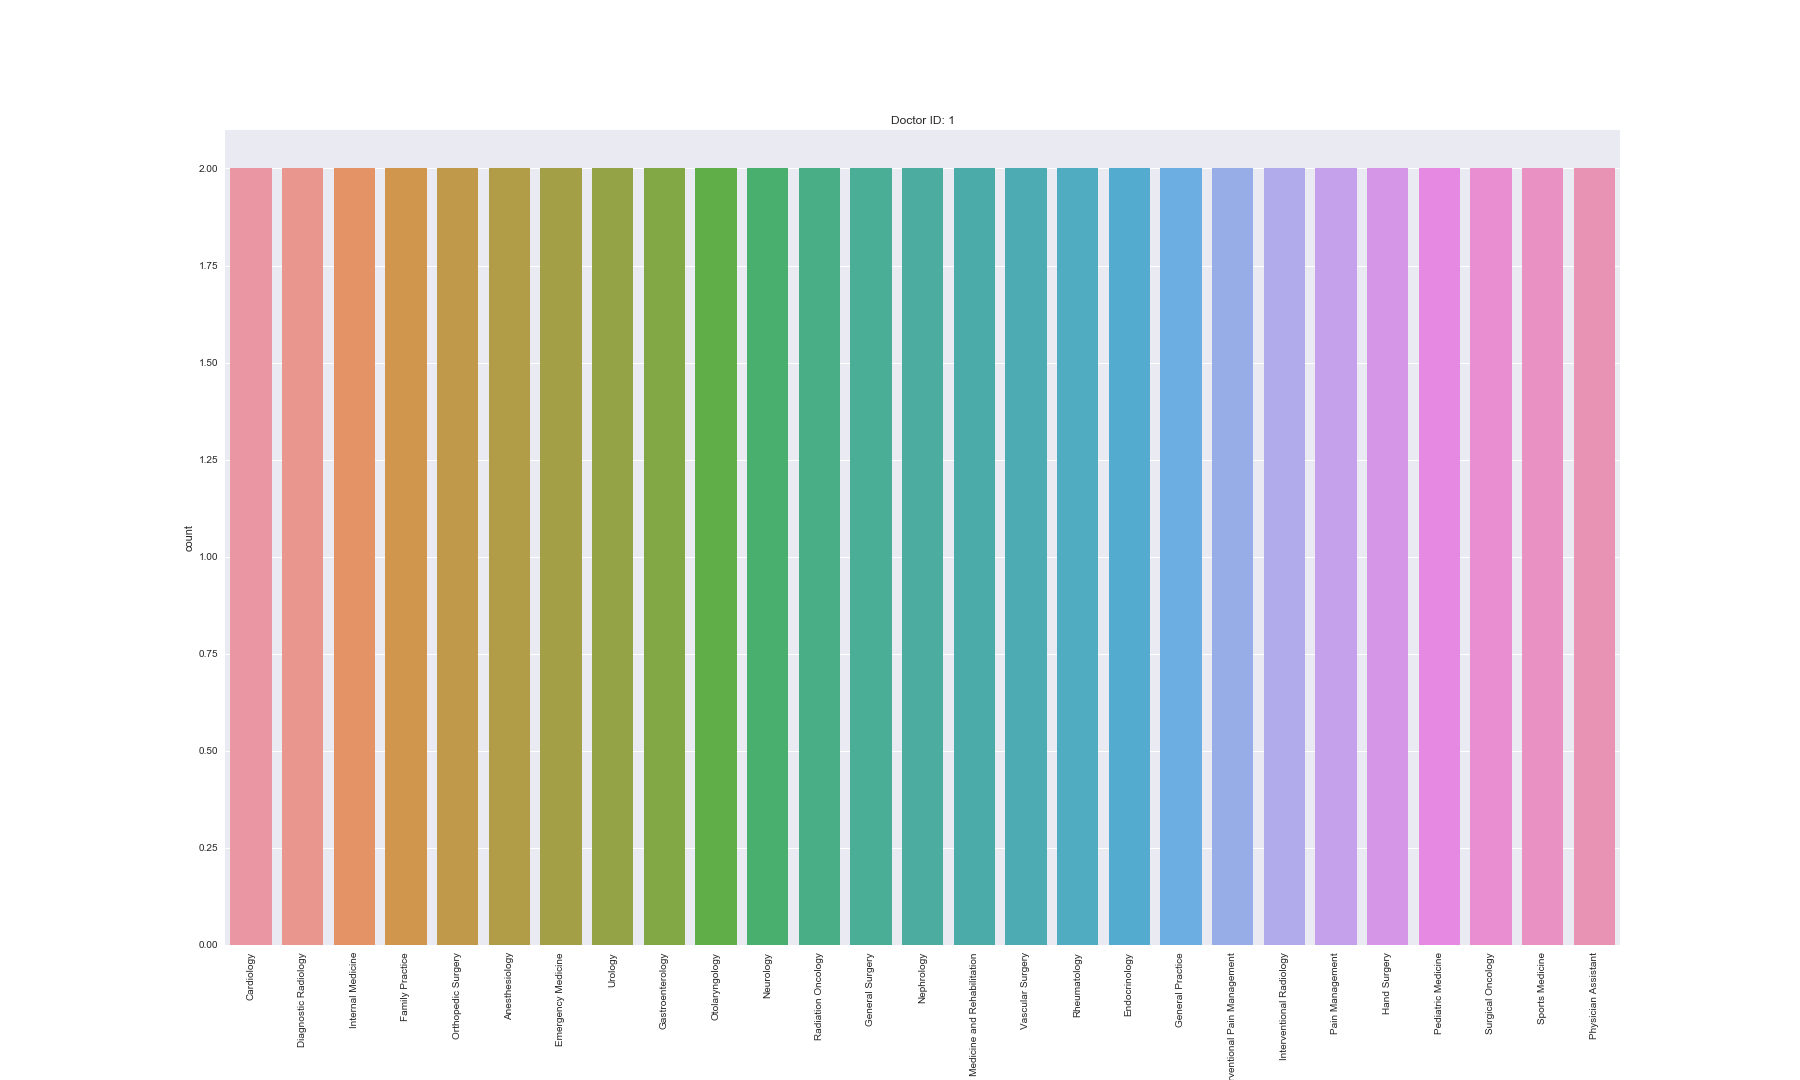 Doctor ID: 1
2.00
1.75
1.50
1.25
1.00
0.75
0.50
0.25
0.00
count
Cardiology
Diagnostic Radiology
Internal Medicine
Family Practice
Orthopedic Surgery
Anesthesiology
Emergency Medicine
Urology
Gastroenterology
Otolaryngology
Neurology
Radiation Oncology
General Surgery
Nephrology
Medicine and Rehabilitation
Vascular Surgery
Rheumatology
Endocrinology
General Practice
Pain Management
Interventional Radiology
Pain Management
Hand Surgery
Pediatric Medicine
Surgical Oncology
Sports Medicine
Physician Assistant